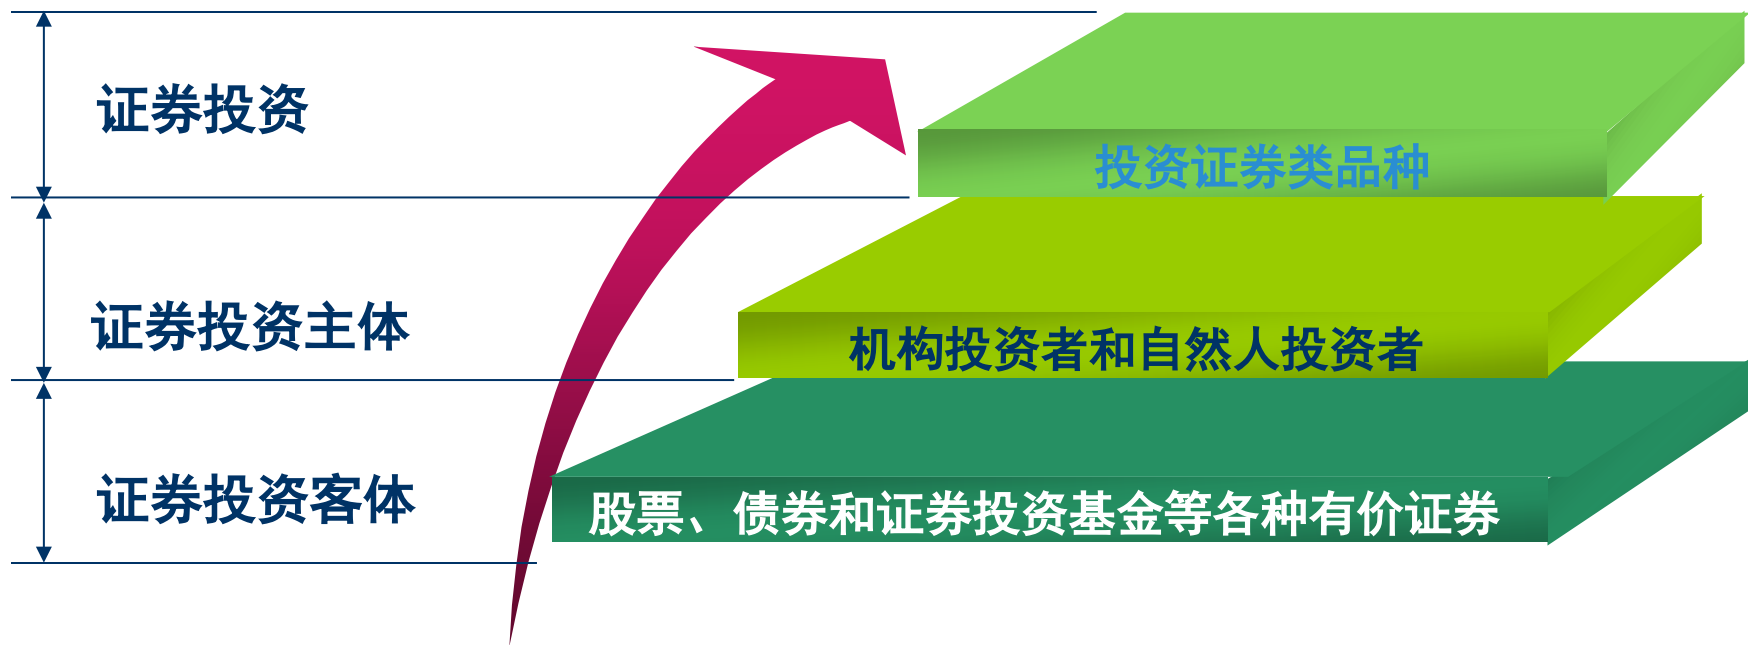 证券投资
投资证券类品种
证券投资主体
机构投资者和自然人投资者
证券投资客体
股票、债券和证券投资基金等各种有价证券